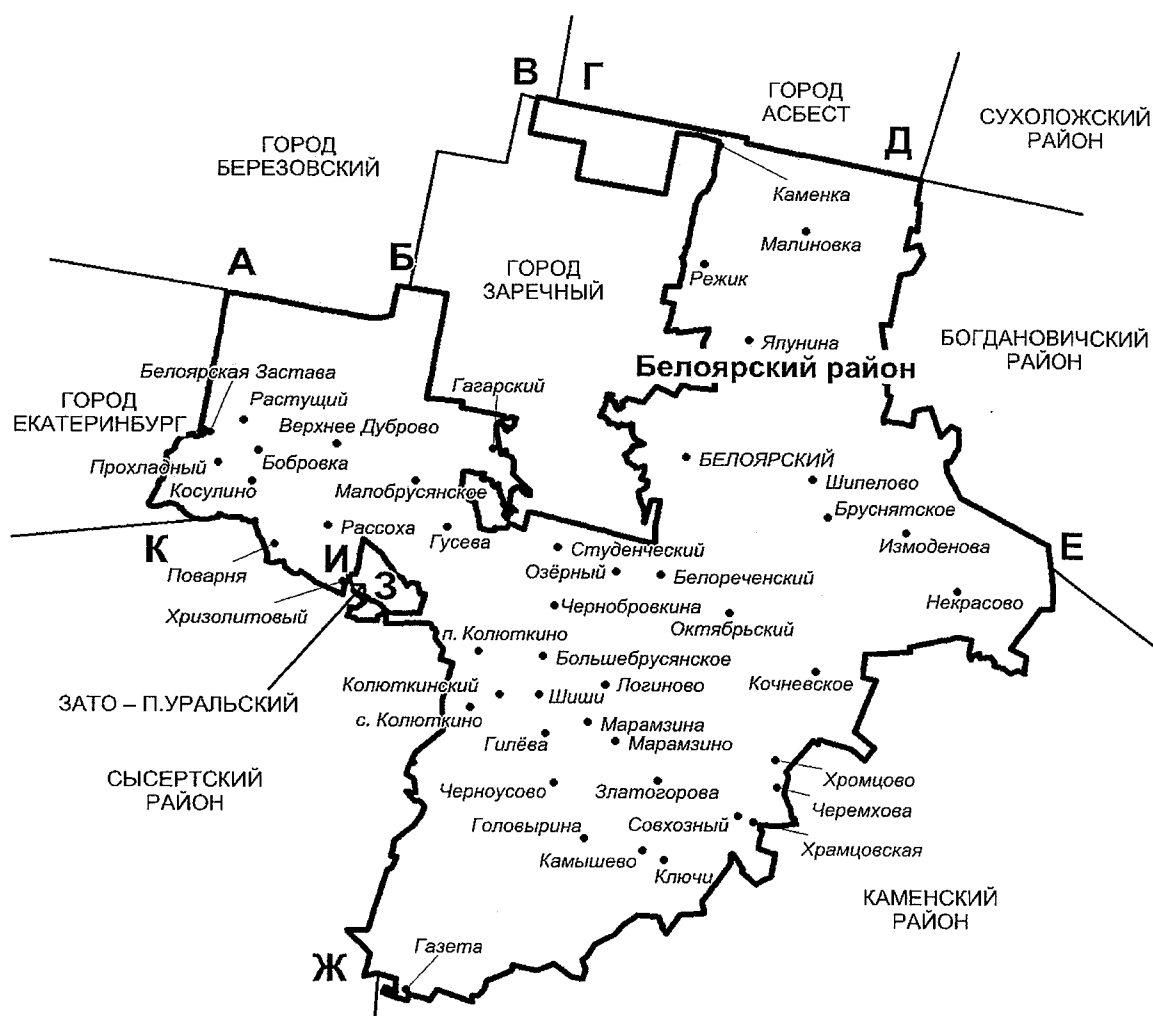 В Г
ГОРОД
АСБЕСТ
СУХОЛОЖСКИЙ
РАЙОН
ГОРОД
БЕРЕЗОВСКИЙ
Д
Каменка
Малиновка
А
Б
ГОРОД
ЗАРЕЧНЫЙ
Режик
БОГДАНОВИЧСКИЙ
РАЙОН
Ялунина
Белоярский район
Белоярская Застава
Гагарский
ГОРОД
ЕКАТЕРИНБУРГ
Растущий
Верхнее Дуброво
Прохладный
Бобровка
БЕЛОЯРСКИЙ
Косулино
Малобрусянское
Шипелово
Бруснятское
Рассоха
Гусева
Измоденова
Е
К
Студенческий
Поварня
И
З
Озёрный
Белореченский
Хризолитовый
Чернобровкина
Некрасово
Октябрьский
п. Колюткино
Большебрусянское
Колюткинский
Логиново
Кочневское
ЗАТО – П.УРАЛЬСКИЙ
Шиши
с. Колюткино
Марамзина
Гилёва
Марамзино
СЫСЕРТСКИЙ
РАЙОН
Хромцово
Черноусово
Златогорова
Черемхова
Головырина
Совхозный
Храмцовская
Камышево
Ключи
КАМЕНСКИЙ
РАЙОН
Газета
Ж